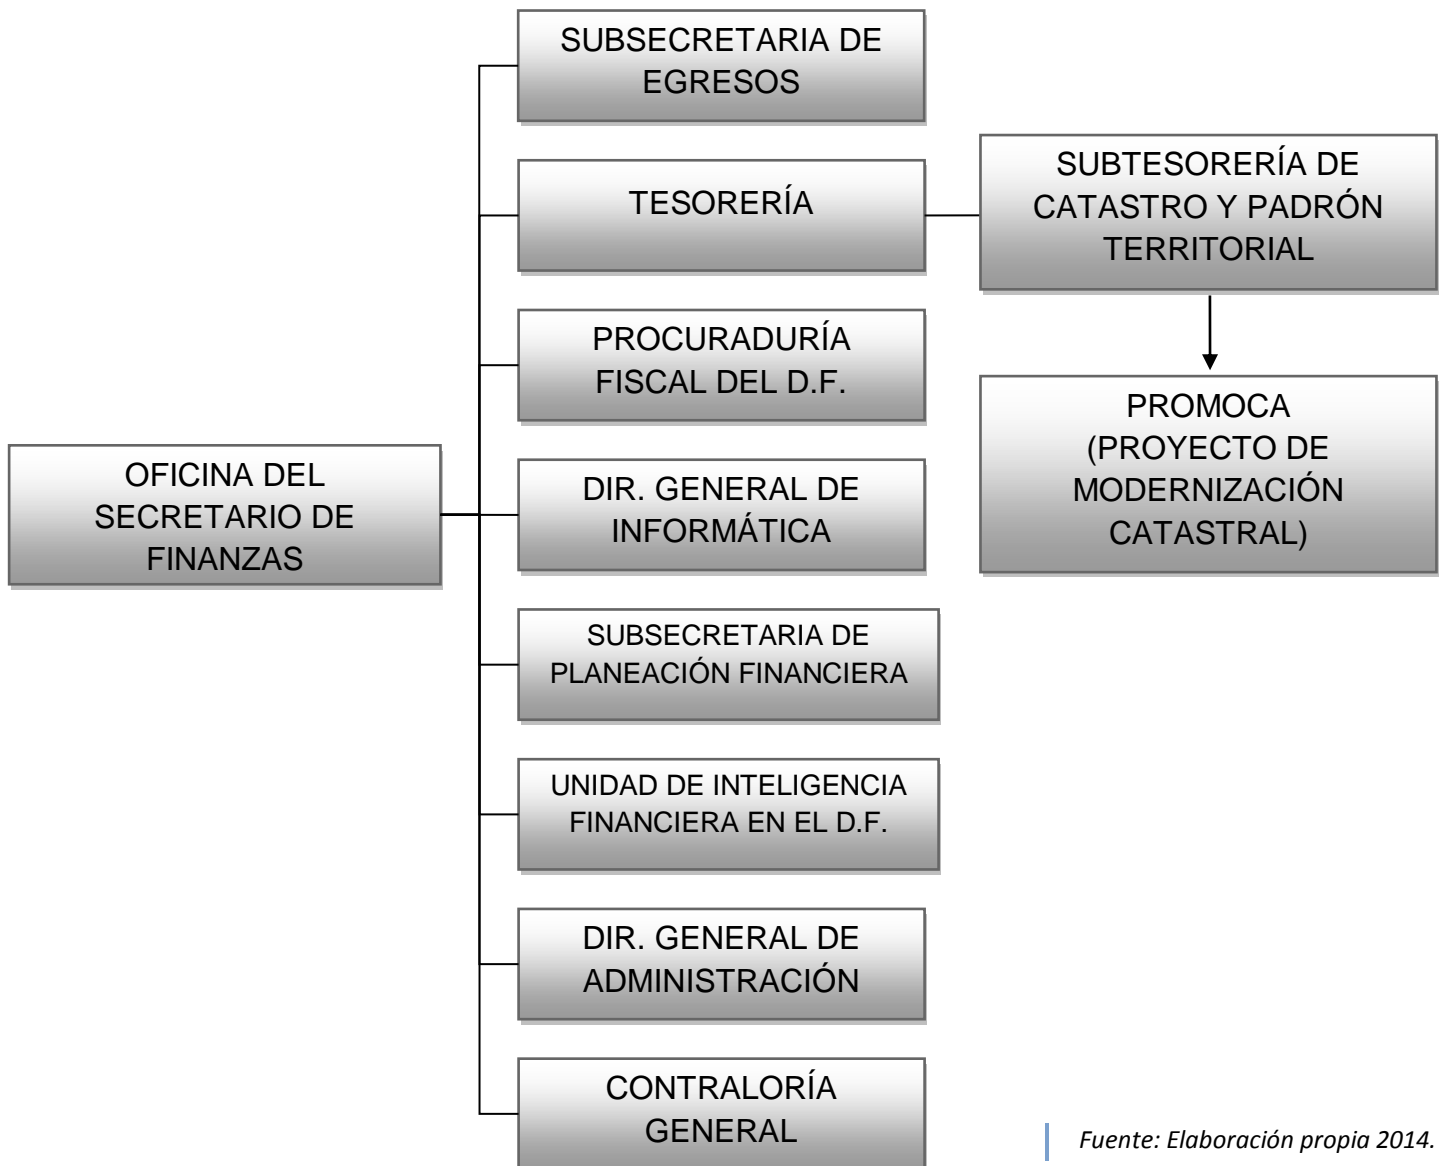 SUBSECRETARIA DE
EGRESOS
TESORERÍA
SUBTESORERÍA DE
CATASTRO Y PADRÓN
TERRITORIAL
PROCURADURÍA
FISCAL DEL D.F.
PROMOCA
(PROYECTO DE
MODERNIZACIÓN
CATASTRAL)
OFICINA DEL
SECRETARIO DE
FINANZAS
DIR. GENERAL DE
INFORMÁTICA
SUBSECRETARIA DE
PLANEACIÓN FINANCIERA
UNIDAD DE INTELIGENCIA
FINANCIERA EN EL D.F.
DIR. GENERAL DE
ADMINISTRACIÓN
CONTRALORÍA
GENERAL
Fuente: Elaboración propia 2014.